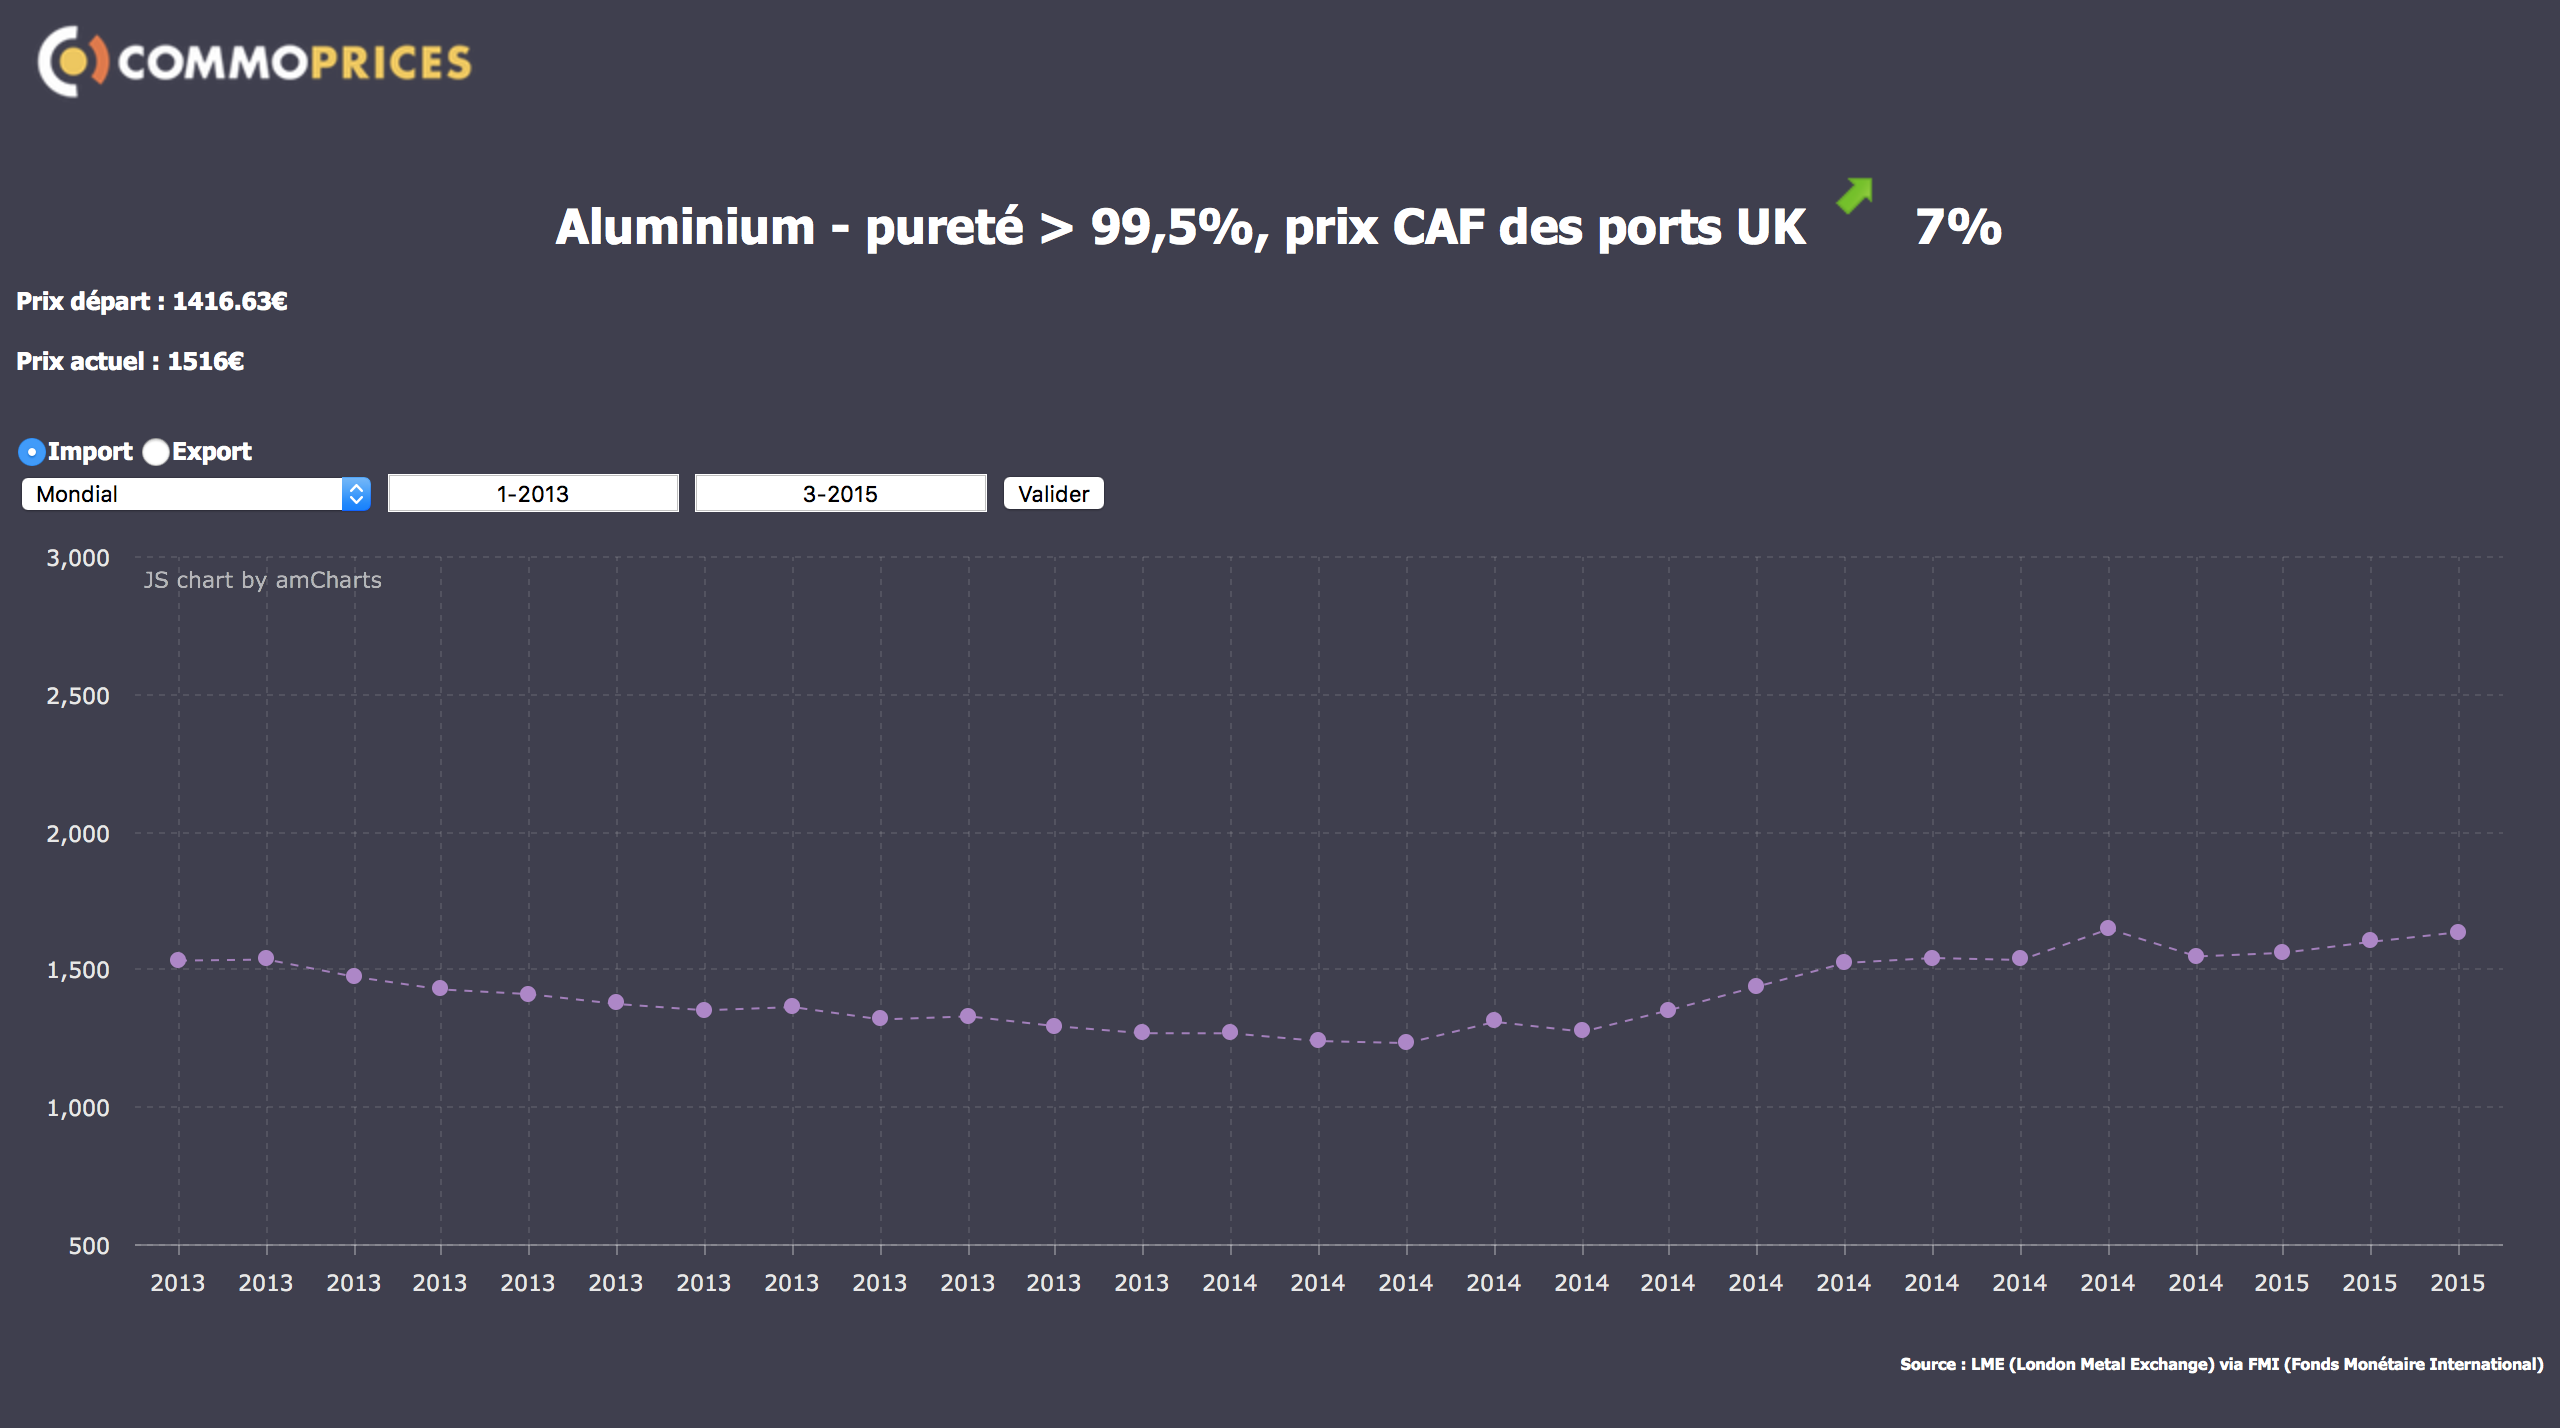 COMMOPRICES
Aluminium - pureté > 99,5%, prix CAF des ports UK 7%
Prix départ : 1416.63€
Prix actuel : 1516€
Import Export
Mondial 1-2013 3-2015 Valider
3,000
JS chart by amCharts
2,500
2,000
1,500
1,000
500
2013 2013 2013 2013 2013 2013 2013 2013 2013 2013 2013 2013 2014 2014 2014 2014 2014 2014 2014 2014 2014 2014 2014 2014 2015 2015 2015
Source : LME (London Metal Exchange) via FMI (Fonds Monétaire International)